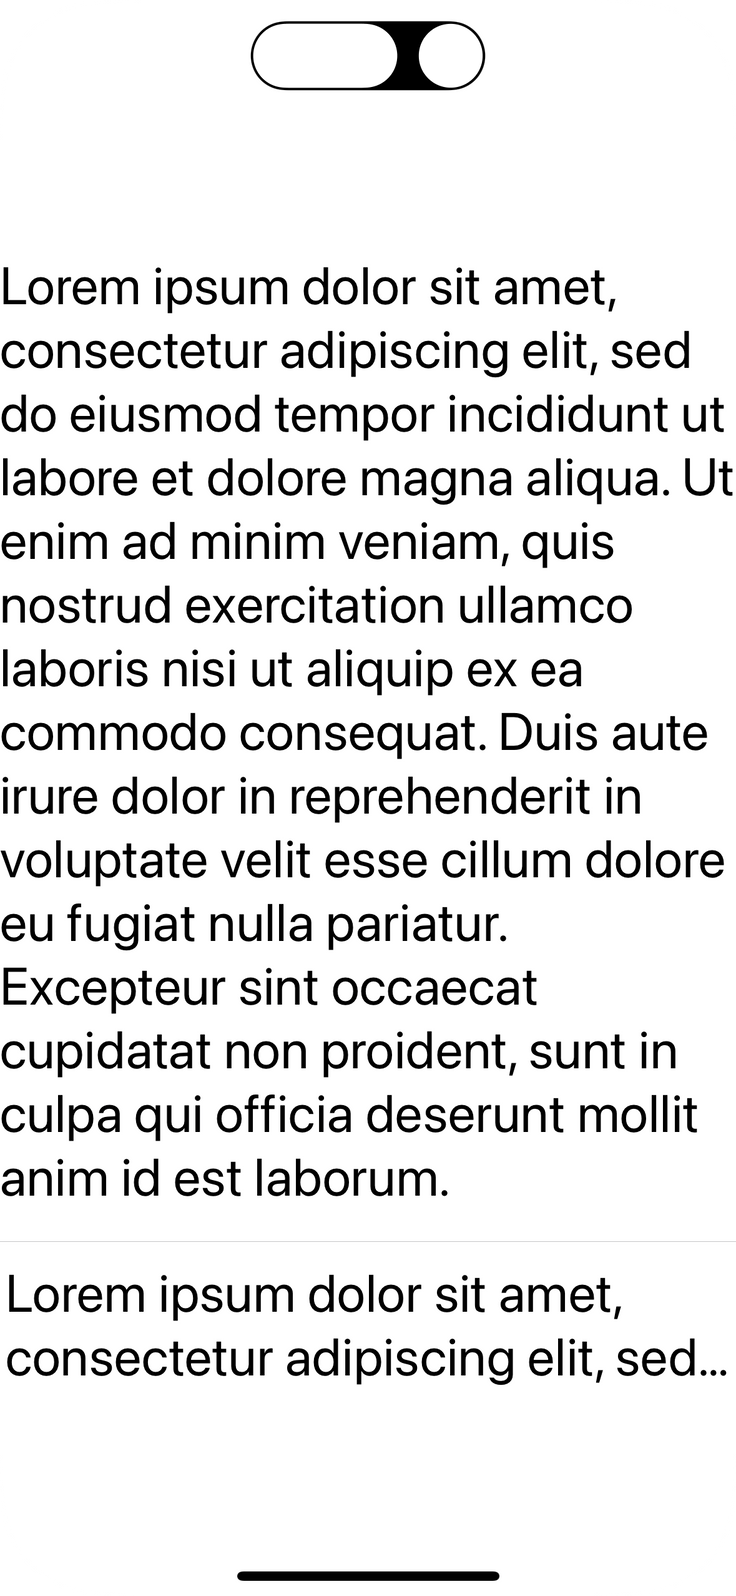 Lorem ipsum dolor sit amet,
consectetur adipiscing elit, sed
do eiusmod tempor incididunt ut
labore et dolore magna aliqua. Ut
enim ad minim veniam, quis
nostrud exercitation ullamco
laboris nisi ut aliquip ex ea
commodo consequat. Duis aute
irure dolor in reprehenderit in
voluptate velit esse cillum dolore
eu fugiat nulla pariatur.
Excepteur sint occaecat
cupidatat non proident, sunt in
culpa qui officia deserunt mollit
anim id est laborum.
Lorem ipsum dolor sit amet,
consectetur adipiscing elit, sed...